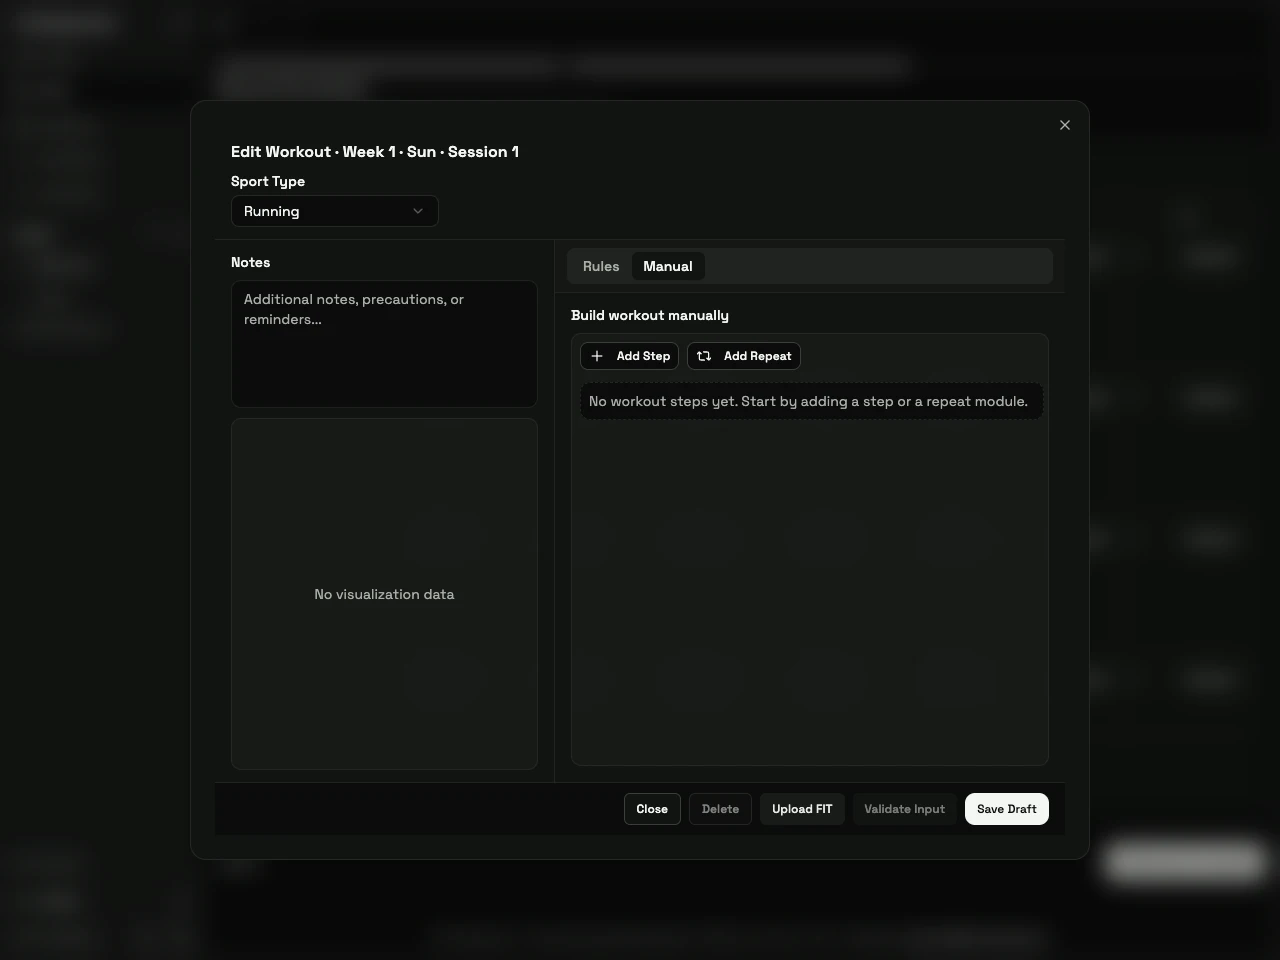 Edit Workout · Week 1 · Sun · Session 1
Sport Type
Running
Notes
Additional notes, precautions, or
reminders...
No visualization data
Rules
Manual
Build workout manually
Add Step
Add Repeat
No workout steps yet. Start by adding a step or a repeat module.
Close
Delete
Upload FIT
Validate Input
Save Draft